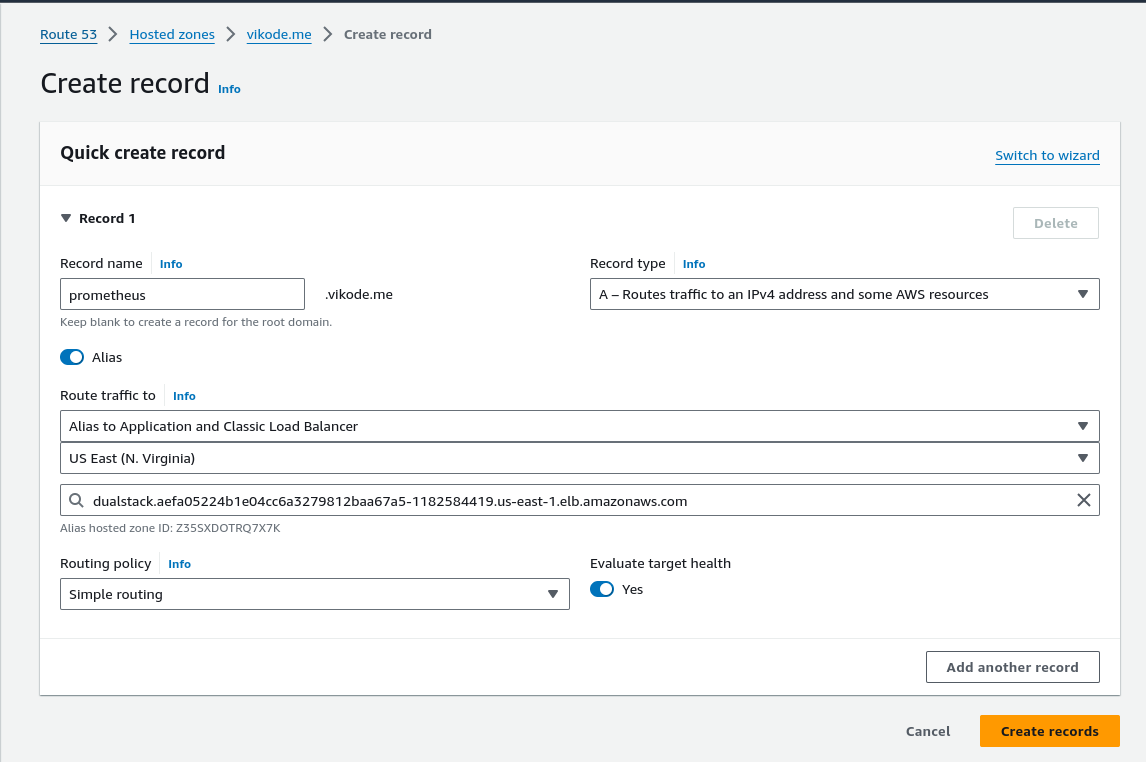 Route 53 > Hosted zones > vikode.me > Create record
Create record Info
Quick create record
Switch to wizard
Record 1
Delete
Record name Info
prometheus
.vikode.me
Keep blank to create a record for the root domain.
Record type Info
A – Routes traffic to an IPv4 address and some AWS resources
Alias
Route traffic to Info
Alias to Application and Classic Load Balancer
US East (N. Virginia)
dualstack.aefa05224b1e04cc6a3279812baa67a5-1182584419.us-east-1.elb.amazonaws.com
Alias hosted zone ID: Z35SXDOTRQ7X7K
Routing policy Info
Simple routing
Evaluate target health
Yes
Add another record
Cancel
Create records